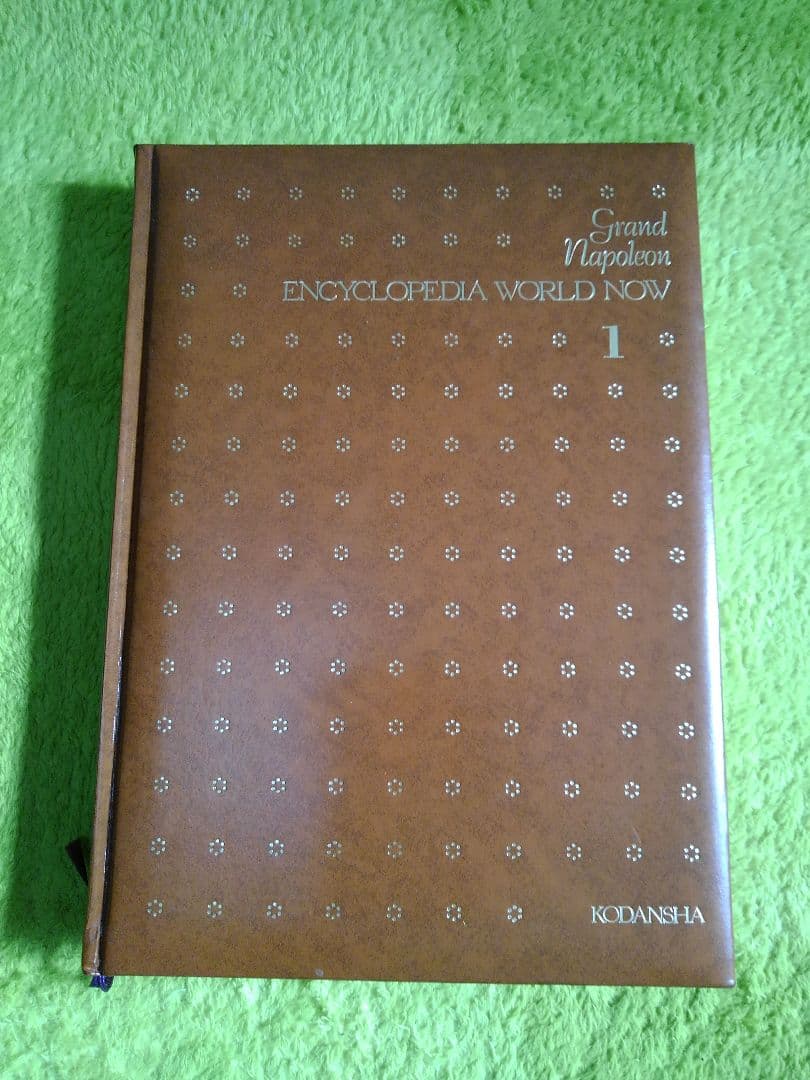 Grand
Napoleon
ENCYCLOPEDIA WORLD NOW
1
KODANSHA